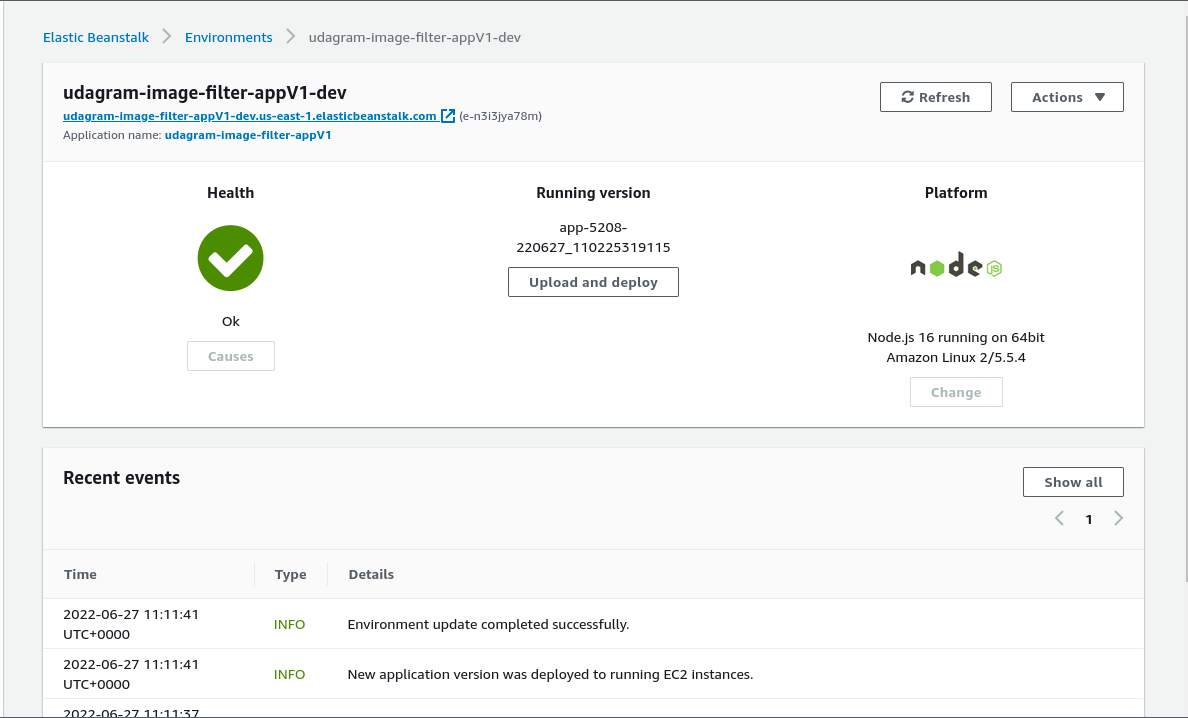 Elastic Beanstalk > Environments > udagram-image-filter-appV1-dev
udagram-image-filter-appV1-dev
udagram-image-filter-appV1-dev.us-east-1.elasticbeanstalk.com (e-n3i3jya78m)
Application name: udagram-image-filter-appV1
Refresh
Actions
Health
Ok
Causes
Running version
app-5208-
220627_110225319115
Upload and deploy
Platform
node
JS
Node.js 16 running on 64bit
Amazon Linux 2/5.5.4
Change
Recent events
Show all
1
Time Type Details
2022-06-27 11:11:41
UTC+0000
INFO
Environment update completed successfully.
2022-06-27 11:11:41
UTC+0000
INFO
New application version was deployed to running EC2 instances.
2022-06-27 11:11:37